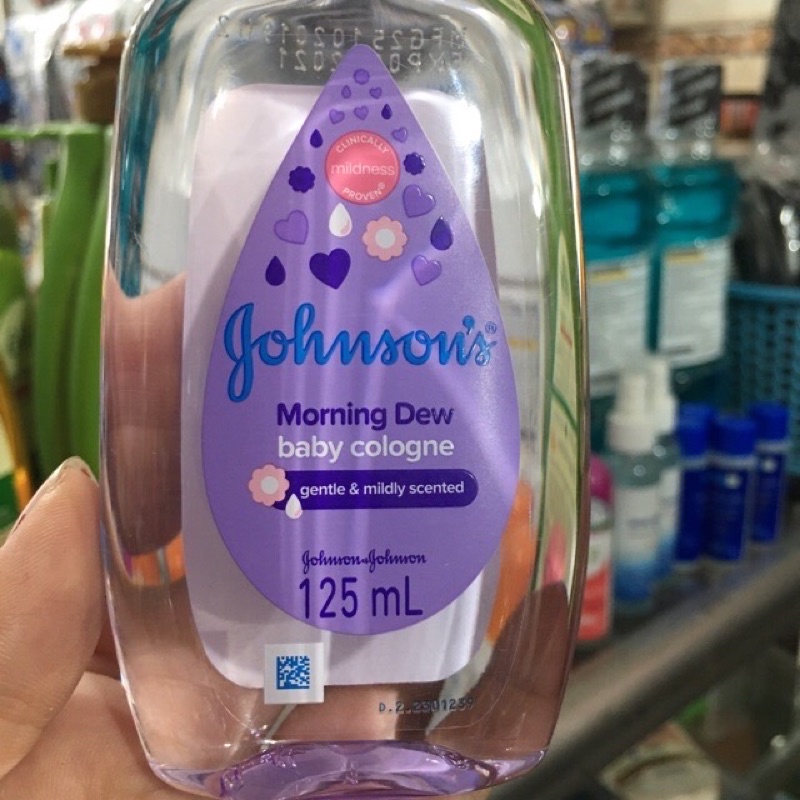 CLINICALLY
mildness
PROVEN®
Johnson's®
Morning Dew
baby cologne
gentle & mildly scented
Johnson & Johnson
125 mL